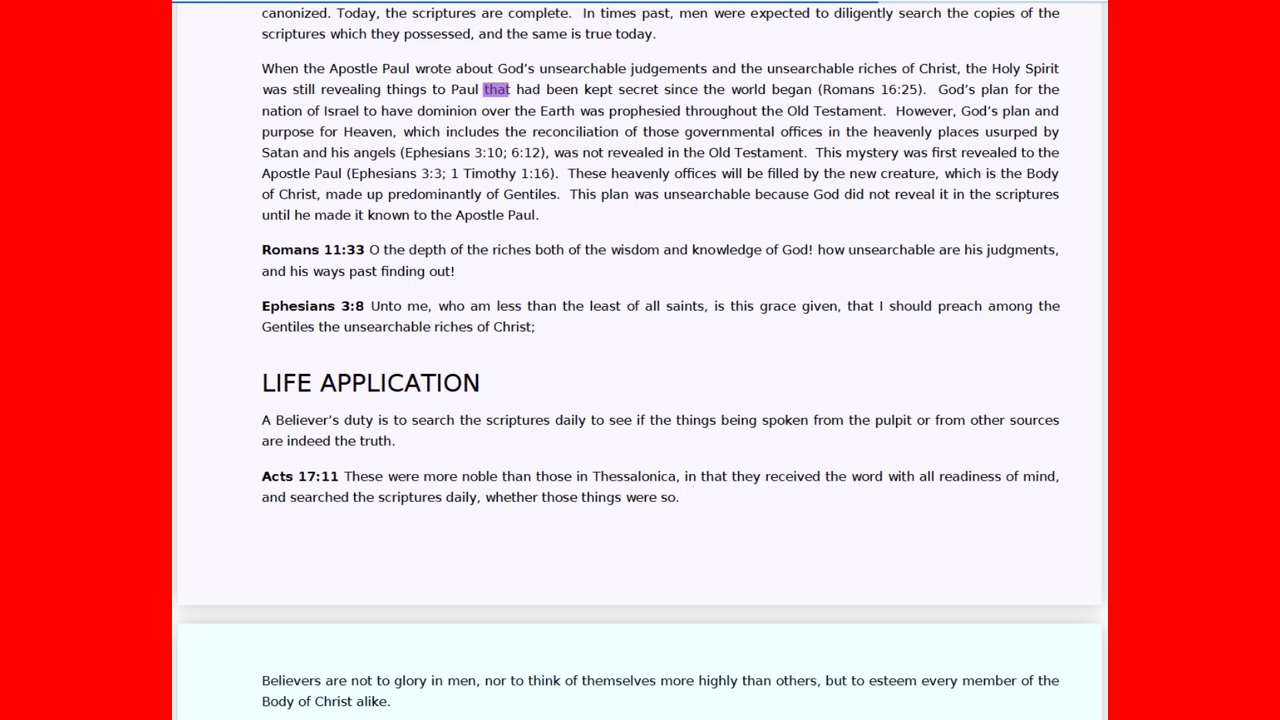 canonized. Today, the scriptures are complete.  In times past, men were expected to diligently search the copies of the
scriptures which they possessed, and the same is true today.
When the Apostle Paul wrote about God’s unsearchable judgements and the unsearchable riches of Christ, the Holy Spirit
was still revealing things to Paul that had been kept secret since the world began (Romans 16:25).  God’s plan for the
nation of Israel to have dominion over the Earth was prophesied throughout the Old Testament.  However, God’s plan and
purpose for Heaven, which includes the reconciliation of those governmental offices in the heavenly places usurped by
Satan and his angels (Ephesians 3:10; 6:12), was not revealed in the Old Testament.  This mystery was first revealed to the
Apostle Paul (Ephesians 3:3; 1 Timothy 1:16).  These heavenly offices will be filled by the new creature, which is the Body
of Christ, made up predominantly of Gentiles.  This plan was unsearchable because God did not reveal it in the scriptures
until he made it known to the Apostle Paul.
Romans 11:33 O the depth of the riches both of the wisdom and knowledge of God! how unsearchable are his judgments,
and his ways past finding out!
Ephesians 3:8 Unto me, who am less than the least of all saints, is this grace given, that I should preach among the
Gentiles the unsearchable riches of Christ;
LIFE APPLICATION
A Believer’s duty is to search the scriptures daily to see if the things being spoken from the pulpit or from other sources
are indeed the truth.
Acts 17:11 These were more noble than those in Thessalonica, in that they received the word with all readiness of mind,
and searched the scriptures daily, whether those things were so.
Believers are not to glory in men, nor to think of themselves more highly than others, but to esteem every member of the
Body of Christ alike.